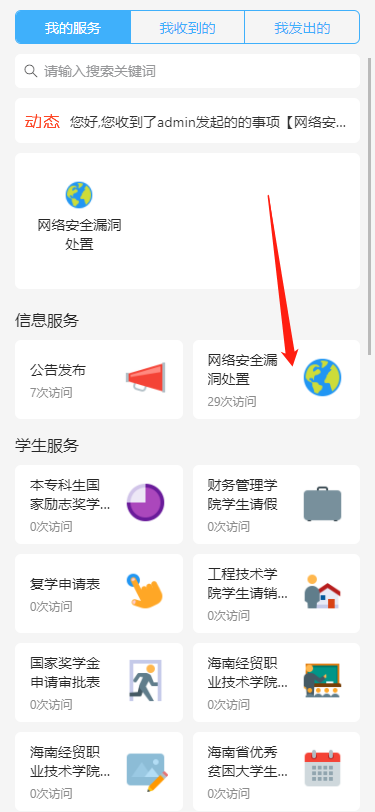 我的服务
我收到的
我发出的
请输入搜索关键词
动态 您好,您收到了admin发起的的事项【网络安...
网络安全漏洞
处置
信息服务
公告发布
7次访问
网络安全漏
洞处置
29次访问
学生服务
本专科生国
家励志奖学...
0次访问
财务管理学
院学生请假
0次访问
复学申请表
0次访问
工程技术学
院学生请销...
0次访问
国家奖学金
申请审批表
0次访问
海南经贸职
业技术学院...
0次访问
海南经贸职
业技术学院...
0次访问
海南省优秀
贫困大学生...
0次访问